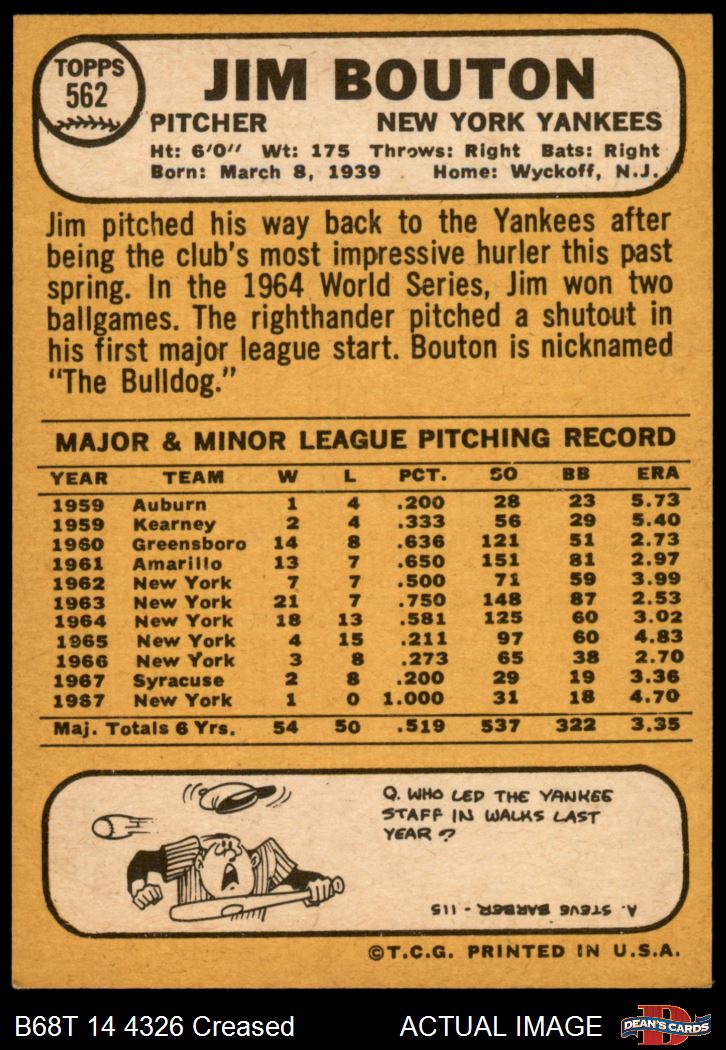 TOPPS
562
JIM BOUTON
PITCHER NEW YORK YANKEES
Ht: 6'0" Wt: 175 Throws: Right Bats: Right
Born: March 8, 1939 Home: Wyckoff, N.J.
Jim pitched his way back to the Yankees after
being the club's most impressive hurler this past
spring. In the 1964 World Series, Jim won two
ballgames. The righthander pitched a shutout in
his first major league start. Bouton is nicknamed
"The Bulldog."
MAJOR & MINOR LEAGUE PITCHING RECORD
YEAR TEAM W L PCT. SO BB ERA
1959 Auburn 1 4 .200 28 23 5.73
1959 Kearney 2 4 .333 56 29 5.40
1960 Greensboro 14 8 .636 121 51 2.73
1961 Amarillo 13 7 .650 151 81 2.97
1962 New York 7 7 .500 71 59 3.99
1963 New York 21 7 .750 148 87 2.53
1964 New York 18 13 .581 125 60 3.02
1965 New York 4 15 .211 97 60 4.83
1966 New York 3 8 .273 65 38 2.70
1967 Syracuse 2 8 .200 29 19 3.36
1967 New York 1 0 1.000 31 18 4.70
Maj. Totals 6 Yrs. 54 50 .519 537 322 3.35
Q. WHO LED THE YANKEE
STAFF IN WALKS LAST
YEAR?
A. STEVE BARBER - 115
©T.C.G. PRINTED IN U.S.A.
B68T 14 4326 Creased ACTUAL IMAGE
D
DEAN'S CARDS